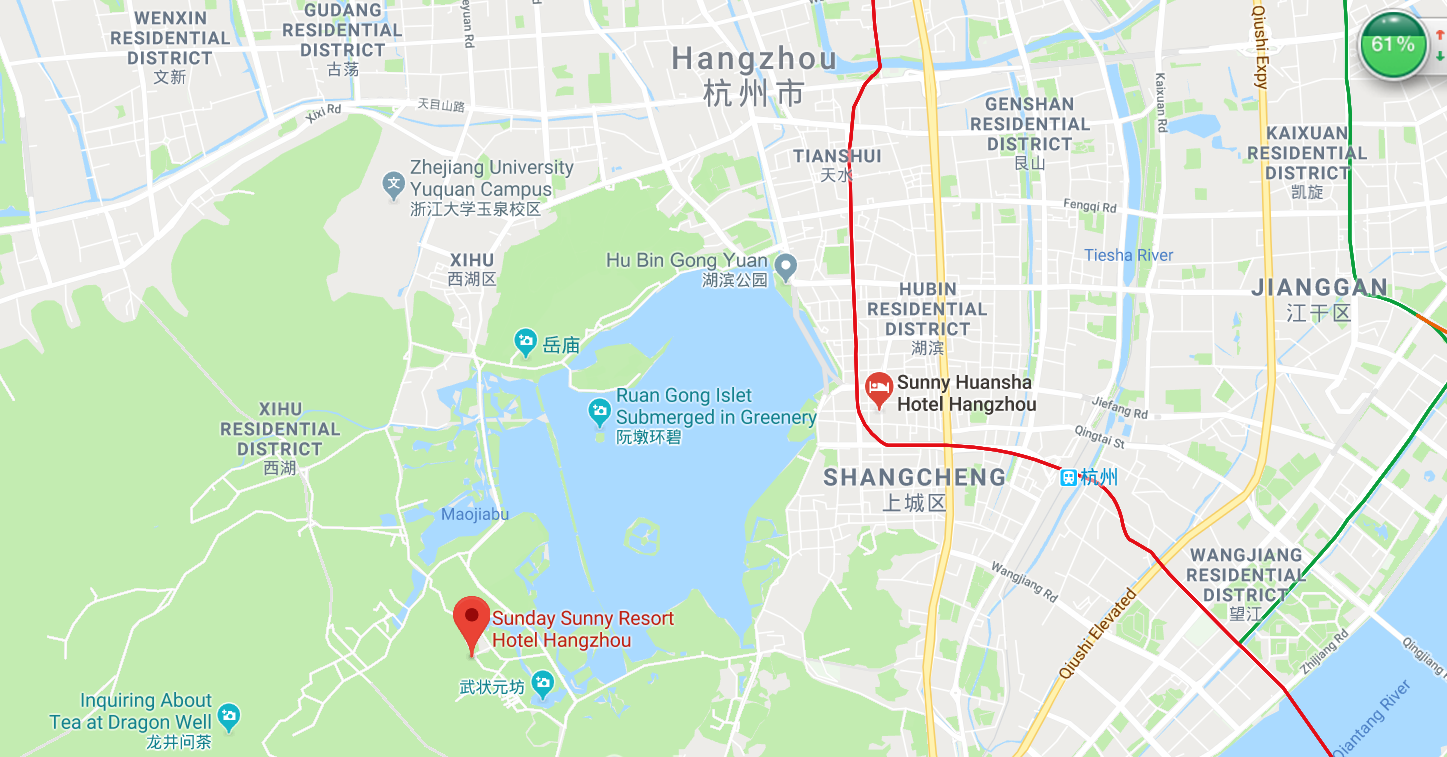 WENXIN
RESIDENTIAL
DISTRICT
文新
GUDANG
RESIDENTIAL
DISTRICT
古荡
Hangzhou
杭州市
Qiushi Expy
61%
Xixi Rd
天目山路
GENSHAN
RESIDENTIAL
DISTRICT
艮山
Kaixuan Rd
KAIXUAN
RESIDENTIAL
DISTRICT
凯旋
TIANSHUI
天水
文
Zhejiang University
Yuquan Campus
浙江大学玉泉校区
Fengqi Rd
Tiesha River
XIHU
西湖区
Hu Bin Gong Yuan
湖滨公园
HUBIN
RESIDENTIAL
DISTRICT
湖滨
JIANGGAN
江干区
岳庙
Ruan Gong Islet
Submerged in Greenery
阮墩环碧
Sunny Huansha
Hotel Hangzhou
Jiefang Rd
Qingtai St
XIHU
RESIDENTIAL
DISTRICT
西湖
SHANGCHENG
上城区
杭州
Maojiabu
Wangjiang Rd
WANGJIANG
RESIDENTIAL
DISTRICT
望江
Qiushi Elevated
Zhijiang Rd
Sunday Sunny Resort
Hotel Hangzhou
武状元坊
Inquiring About
Tea at Dragon Well
龙井问茶
Qiantang River